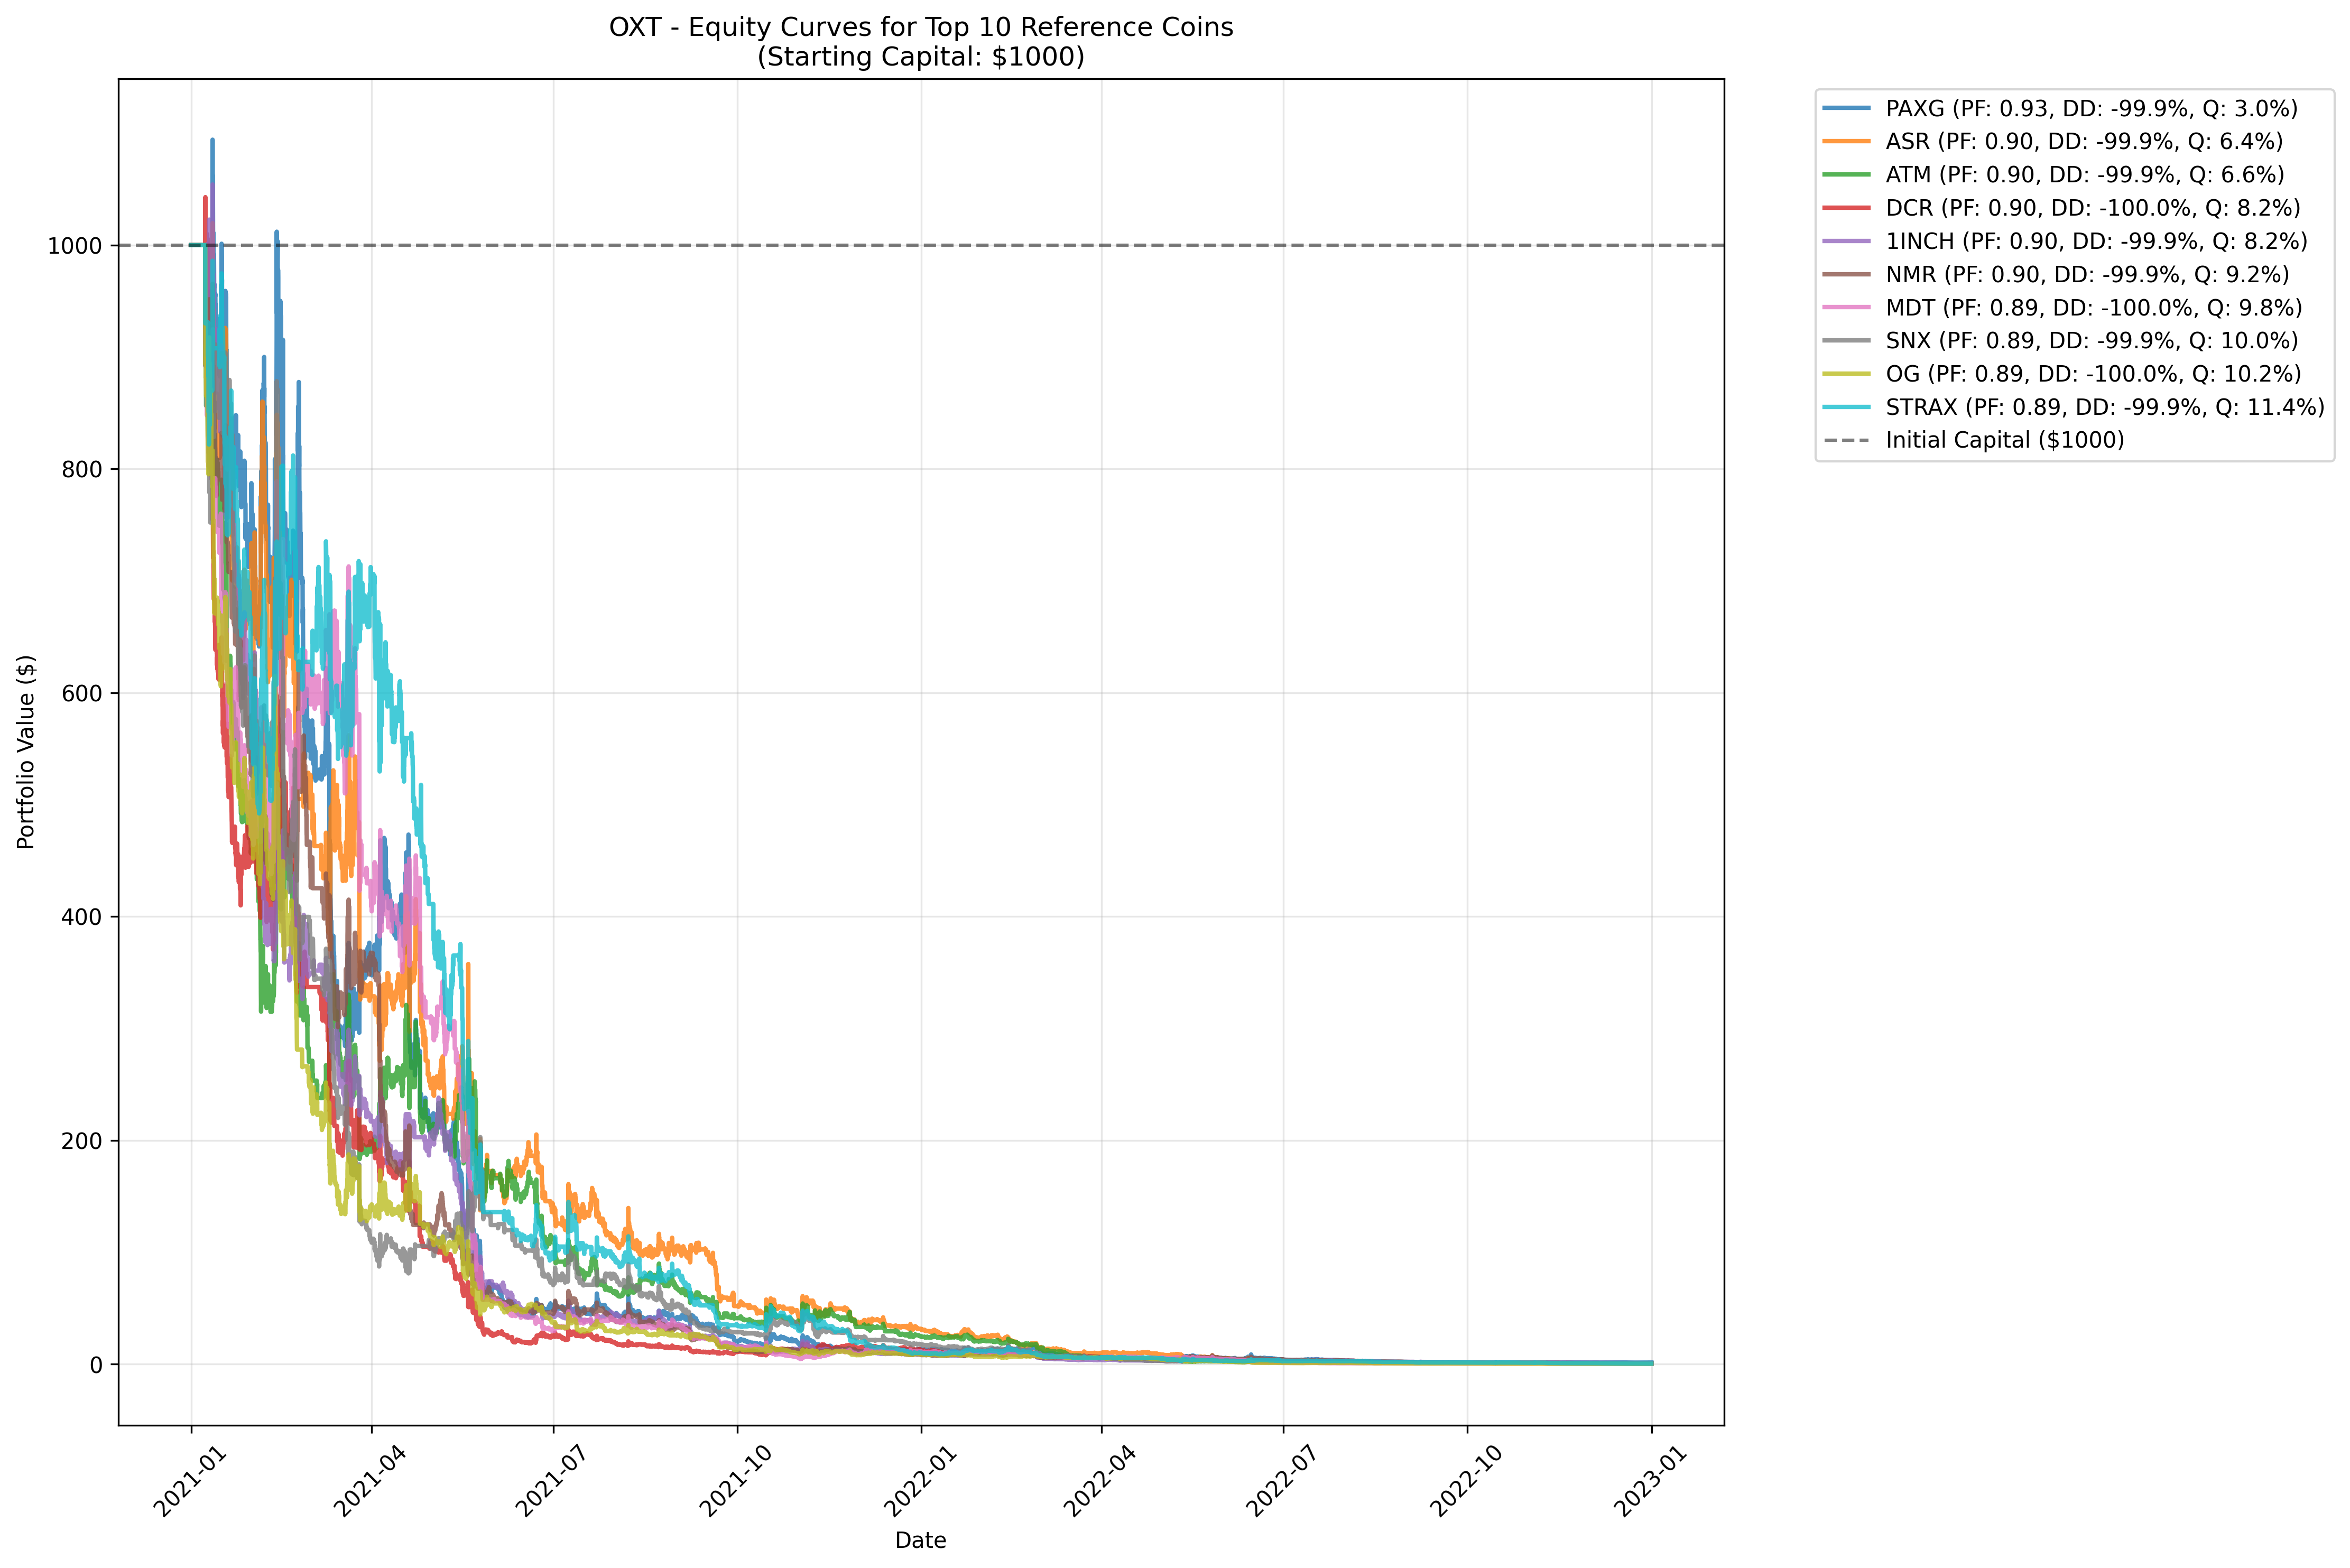 OXT - Equity Curves for Top 10 Reference Coins
(Starting Capital: $1000)
PAXG (PF: 0.93, DD: -99.9%, Q: 3.0%)
ASR (PF: 0.90, DD: -99.9%, Q: 6.4%)
ATM (PF: 0.90, DD: -99.9%, Q: 6.6%)
DCR (PF: 0.90, DD: -100.0%, Q: 8.2%)
1INCH (PF: 0.90, DD: -99.9%, Q: 8.2%)
NMR (PF: 0.90, DD: -99.9%, Q: 9.2%)
MDT (PF: 0.89, DD: -100.0%, Q: 9.8%)
SNX (PF: 0.89, DD: -99.9%, Q: 10.0%)
OG (PF: 0.89, DD: -100.0%, Q: 10.2%)
STRAX (PF: 0.89, DD: -99.9%, Q: 11.4%)
Initial Capital ($1000)
Portfolio Value ($)
1000
800
600
400
200
0
2021-01
2021-04
2021-07
2021-10
2022-01
2022-04
2022-07
2022-10
2023-01
Date